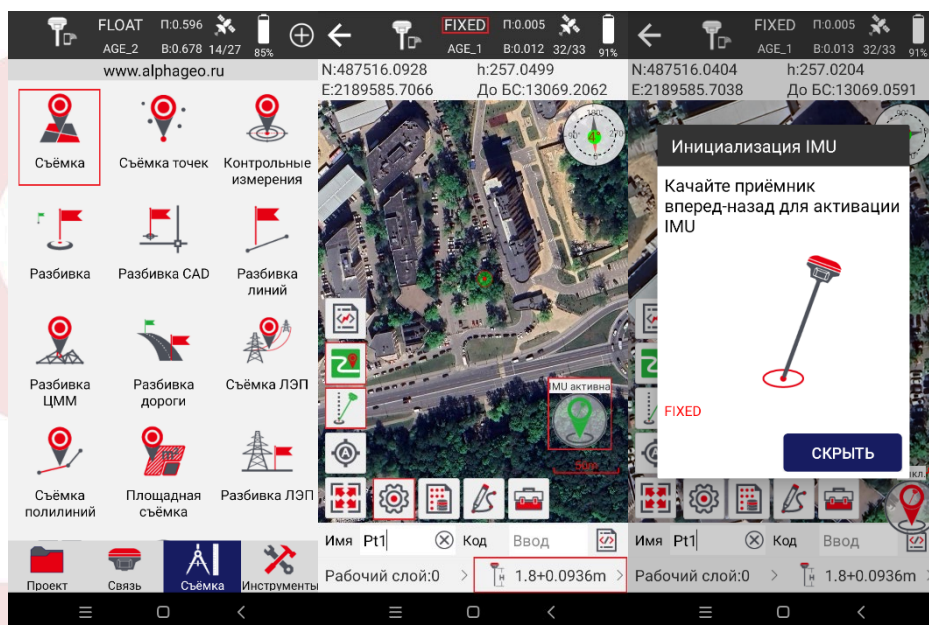 FLOAT П:0.596
AGE_2 B:0.678 14/27 85%
www.alphageo.ru
Съёмка
Съёмка точек
Контрольные
измерения
Разбивка
Разбивка CAD
Разбивка
линий
Разбивка
ЦММ
Разбивка
дороги
Съёмка ЛЭП
Съёмка
полилиний
Площадная
съёмка
Разбивка ЛЭП
Проект
Связь
Съёмка
Инструменты
FIXED П:0.005
AGE_1 B:0.012 32/33 91%
N:487516.0928 h:257.0499
E:2189585.7066 До БС:13069.2062
180°
-90°
270
IMU активна
50m
Имя Pt1 Код Ввод
Рабочий слой:0 > H 1.8+0.0936m >
FIXED П:0.005
AGE_1 B:0.013 32/33 91%
N:487516.0404 h:257.0204
E:2189585.7038 До БС:13069.0591
Инициализация IMU
Качайте приёмник
вперед-назад для активации
IMU
FIXED
СКРЫТЬ
кл.
Имя Pt1 Код Ввод
Рабочий слой:0 > H 1.8+0.0936m >